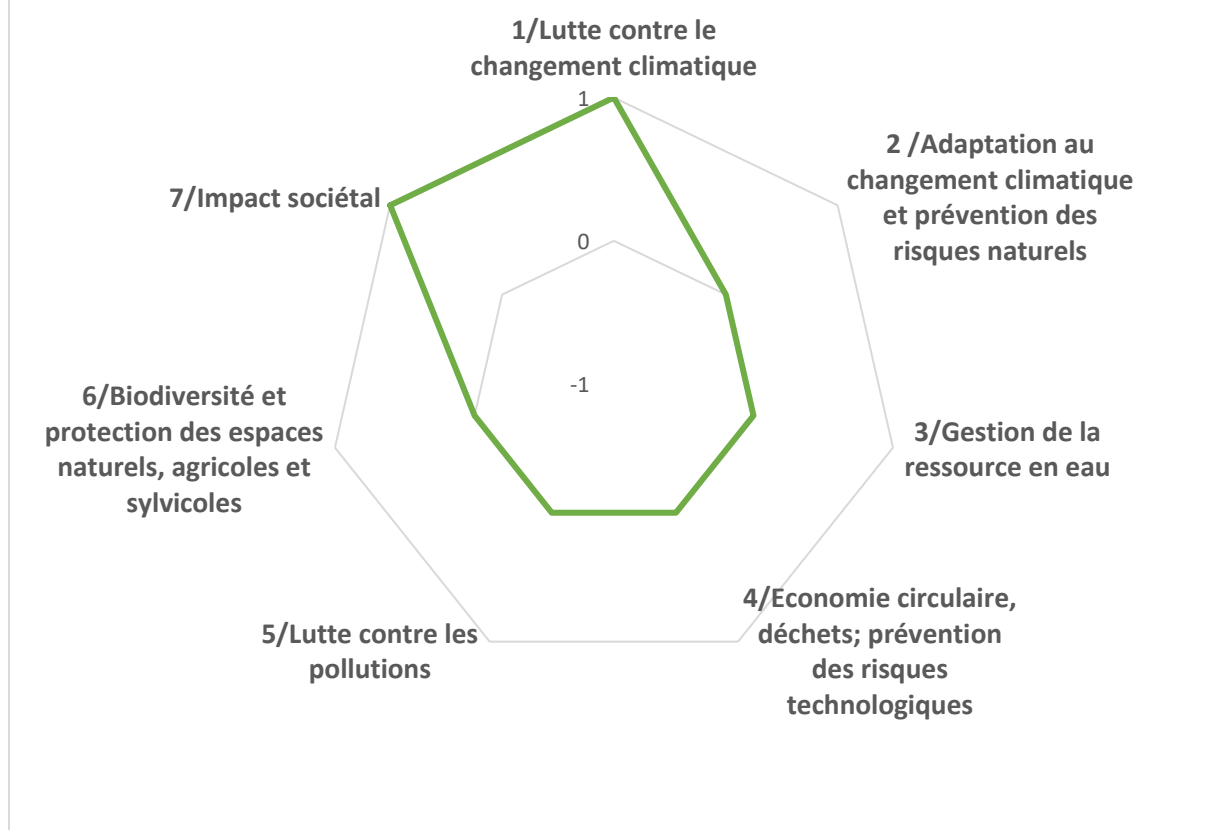 1/Lutte contre le
changement climatique
1
2 /Adaptation au
changement climatique
et prévention des
risques naturels
7/Impact sociétal
0
-1
6/Biodiversité et
protection des espaces
naturels, agricoles et
sylvicoles
3/Gestion de la
ressource en eau
4/Economie circulaire,
déchets; prévention
des risques
technologiques
5/Lutte contre les
pollutions